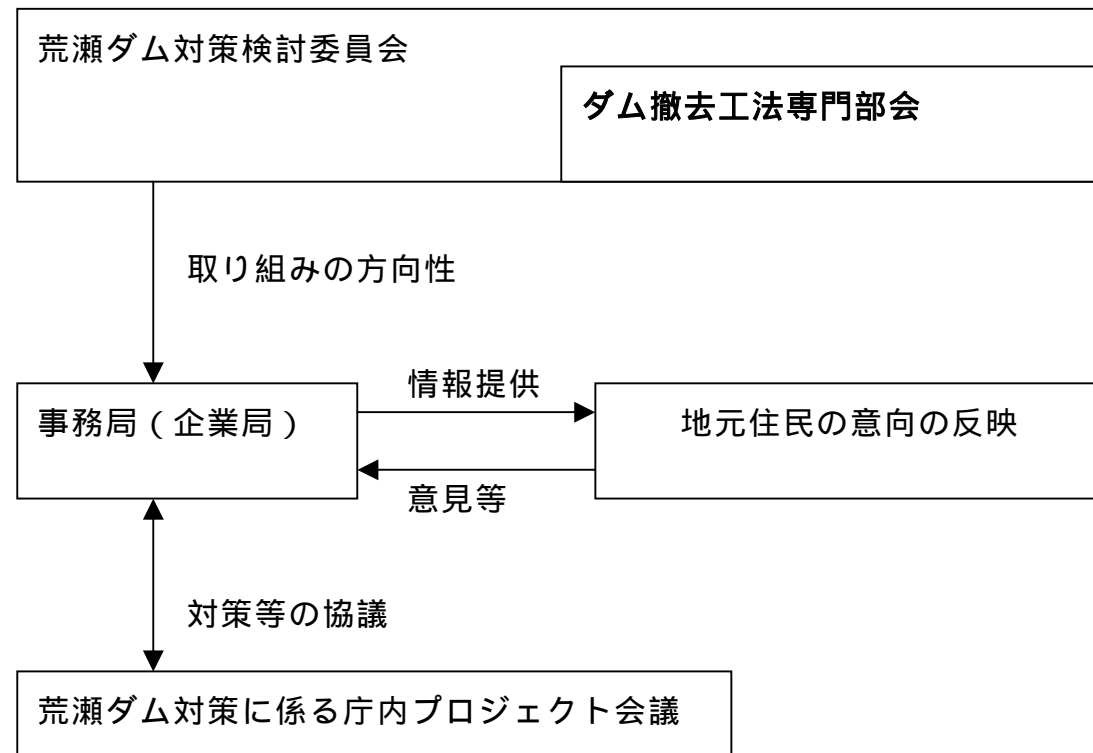 荒瀬ダム対策検討委員会
ダム撤去工法専門部会
取り組みの方向性
情報提供
事務局(企業局)
地元住民の意向の反映
意見等
対策等の協議
荒瀬ダム対策に係る庁内プロジェクト会議